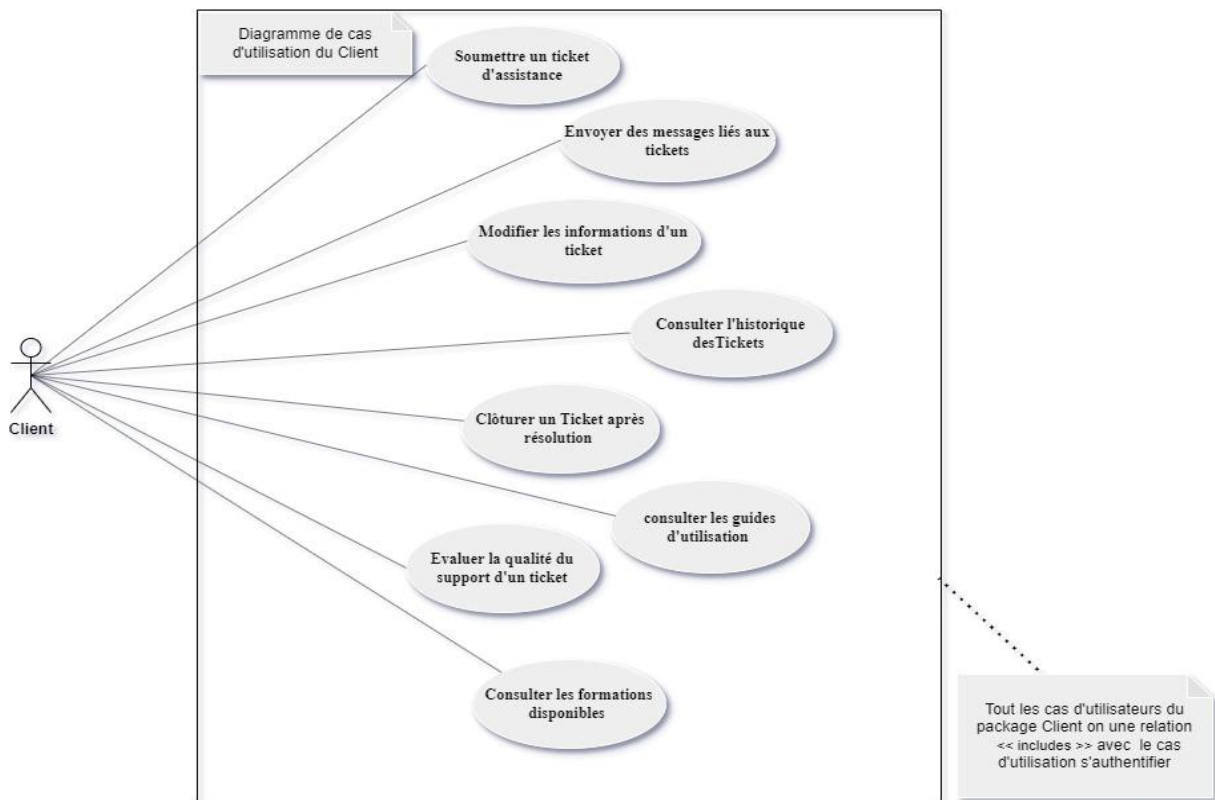 Diagramme de cas
d'utilisation du Client
Soumettre un ticket
d'assistance
Envoyer des messages liés aux
tickets
Modifier les informations d'un
ticket
Consulter l'historique
desTickets
Client
Clôturer un Ticket après
résolution
consulter les guides
d'utilisation
Evaluer la qualité du
support d'un ticket
Consulter les formations
disponibles
Tout les cas d'utilisateurs du
package Client on une relation
<< includes >> avec le cas
d'utilisation s'authentifier